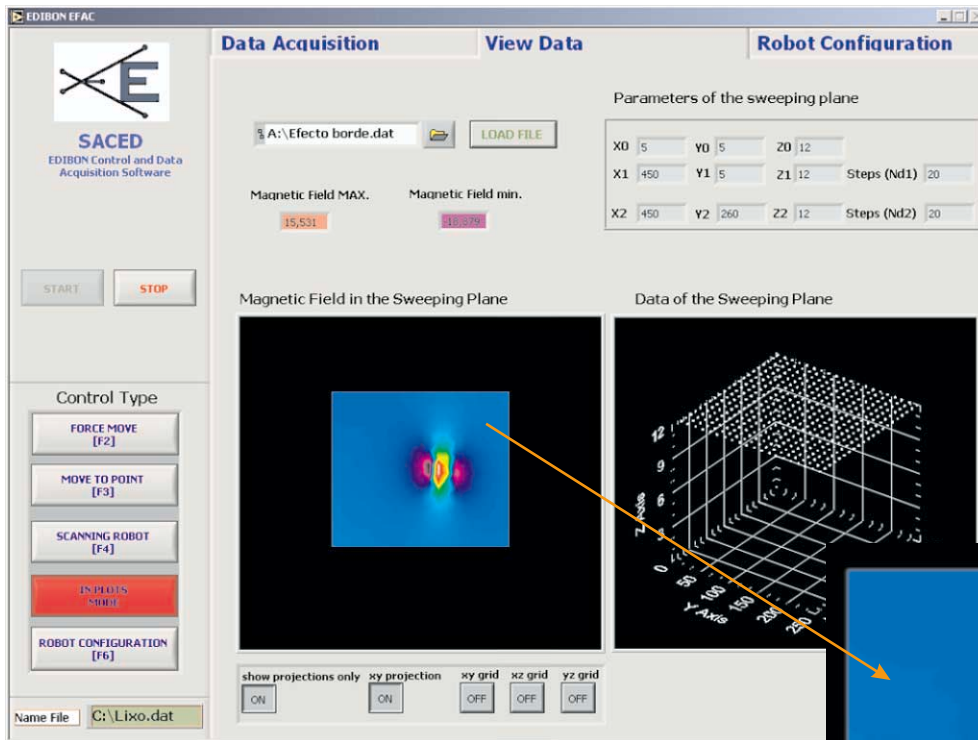 EDIBON EFAC
E
SACED
EDIBON Control and Data
Acquisition Software
START
STOP
Control Type
FORCE MOVE
[F2]
MOVE TO POINT
[F3]
SCANNING ROBOT
[F4]
IN PLOTS
MODE
ROBOT CONFIGURATION
[F6]
Name File C:\Lixo.dat
Data Acquisition View Data Robot Configuration
A:\Efecto borde.dat
LOAD FILE
Magnetic Field MAX. Magnetic Field min.
15,531
Parameters of the sweeping plane
X0 5 Y0 5 Z0 12
X1 450 Y1 5 Z1 12 Steps (Nd1) 20
X2 450 Y2 260 Z2 12 Steps (Nd2) 20
Magnetic Field in the Sweeping Plane
Data of the Sweeping Plane
12
9
6
3
Z Axis
0
50
100
150
200
250
Y Axis
show projections only xy projection xy grid xz grid yz grid
ON ON OFF OFF OFF